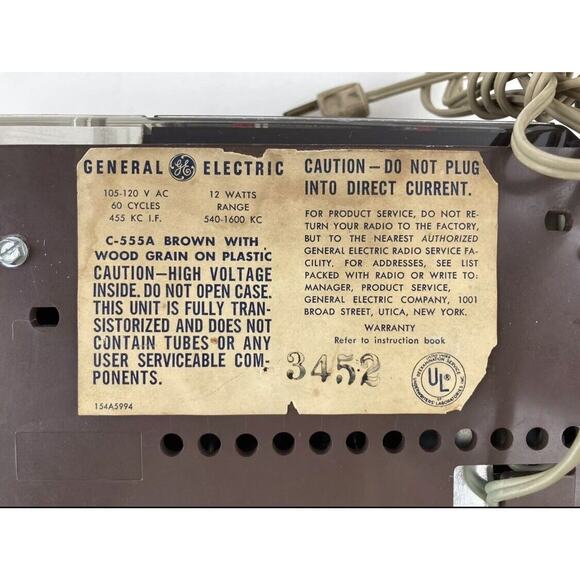 GENERAL GE ELECTRIC
105-120 V AC 12 WATTS
60 CYCLES RANGE
455 KC I.F. 540-1600 KC
C-555A BROWN WITH
WOOD GRAIN ON PLASTIC
CAUTION—HIGH VOLTAGE
INSIDE. DO NOT OPEN CASE.
THIS UNIT IS FULLY TRAN-
SISTORIZED AND DOES NOT
CONTAIN TUBES OR ANY
USER SERVICEABLE COM-
PONENTS.
154A5994
CAUTION—DO NOT PLUG
INTO DIRECT CURRENT.
FOR PRODUCT SERVICE, DO NOT RE-
TURN YOUR RADIO TO THE FACTORY,
BUT TO THE NEAREST AUTHORIZED
GENERAL ELECTRIC RADIO SERVICE FA-
CILITY. FOR ADDRESSES, SEE LIST
PACKED WITH RADIO OR WRITE TO:
MANAGER, PRODUCT SERVICE,
GENERAL ELECTRIC COMPANY, 1001
BROAD STREET, UTICA, NEW YORK.
WARRANTY
Refer to instruction book
3452
UL®
UNDERWRITERS' LABORATORIES INC.